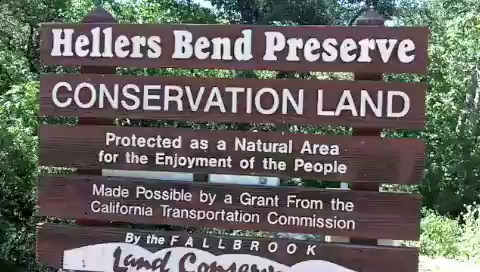 Hellers Bend Preserve
CONSERVATION LAND
Protected as a Natural Area
for the Enjoyment of the People
Made Possible by a Grant From the
California Transportation Commission
By the FALLBROOK
Land